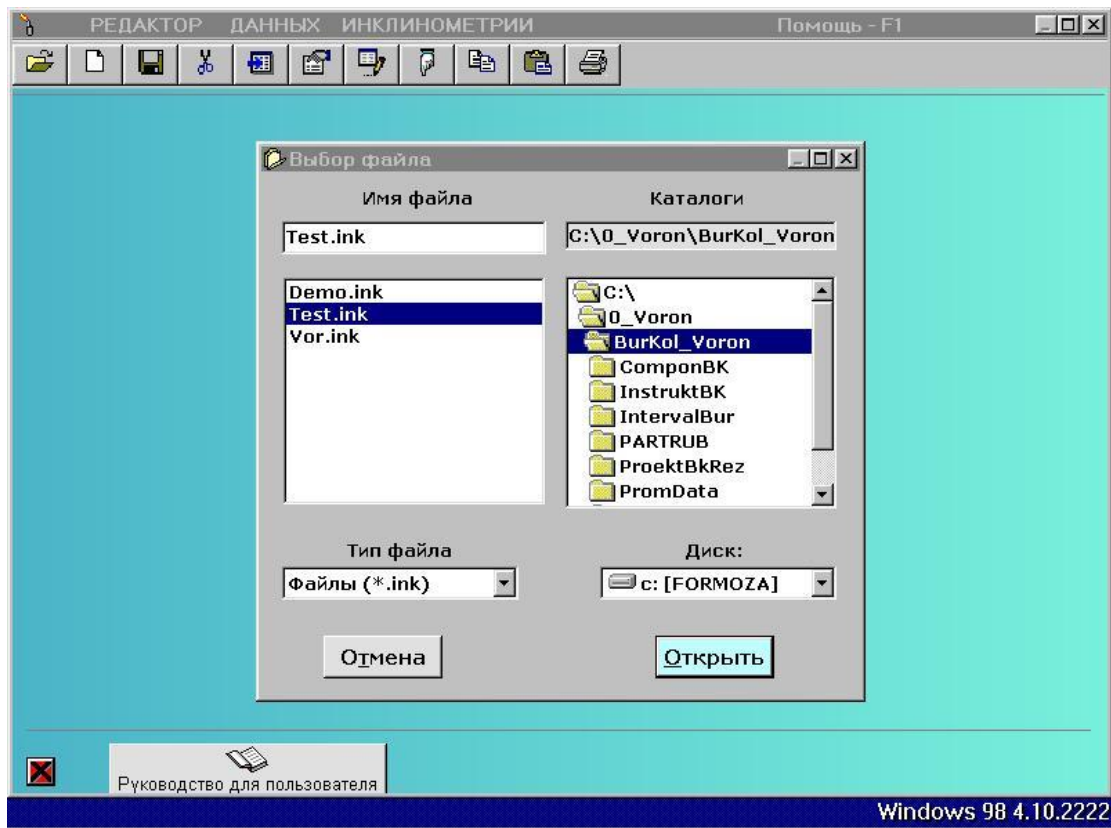 РЕДАКТОР ДАННЫХ ИНКЛИНОМЕТРИИ Помощь - F1
Выбор файла
Имя файла
Каталоги
Test.ink
C:\0_Voron\BurKol_Voron
Demo.ink
Test.ink
Vor.ink
C:\
0_Voron
BurKol_Voron
ComponBK
InstruktBK
IntervalBur
PARTRUB
ProektBkRez
PromData
Тип файла
Диск:
Файлы (*.ink)
c: [FORMOZA]
Отмена
Открыть
Руководство для пользователя
Windows 98 4.10.2222